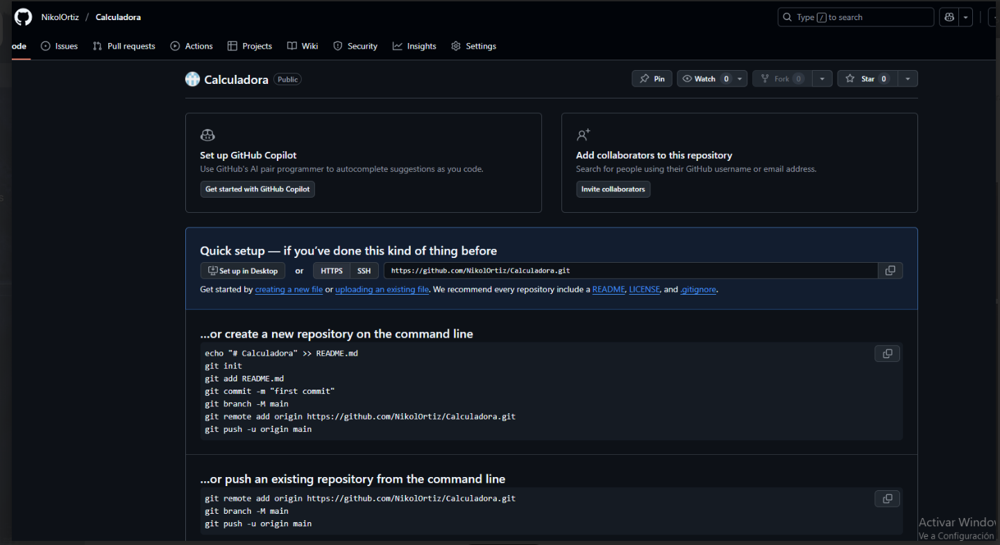 NikolOrtiz / Calculadora
Type / to search
ode Issues Pull requests Actions Projects Wiki Security Insights Settings
Calculadora Public
Pin Watch 0 Fork 0 Star 0
Set up GitHub Copilot
Use GitHub's AI pair programmer to autocomplete suggestions as you code.
Get started with GitHub Copilot
Add collaborators to this repository
Search for people using their GitHub username or email address.
Invite collaborators
Quick setup — if you've done this kind of thing before
Set up in Desktop or HTTPS SSH https://github.com/NikolOrtiz/Calculadora.git
Get started by creating a new file or uploading an existing file. We recommend every repository include a README, LICENSE, and .gitignore.
…or create a new repository on the command line
echo "# Calculadora" >> README.md
git init
git add README.md
git commit -m "first commit"
git branch -M main
git remote add origin https://github.com/NikolOrtiz/Calculadora.git
git push -u origin main
…or push an existing repository from the command line
git remote add origin https://github.com/NikolOrtiz/Calculadora.git
git branch -M main
git push -u origin main
Activar Windo
Ve a Configuración